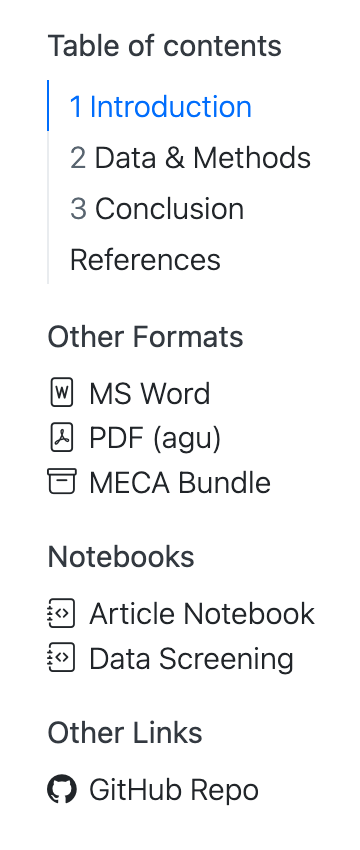 Table of contents
1 Introduction
2 Data & Methods
3 Conclusion
References
Other Formats
MS Word
PDF (agu)
MECA Bundle
Notebooks
Article Notebook
Data Screening
Other Links
GitHub Repo